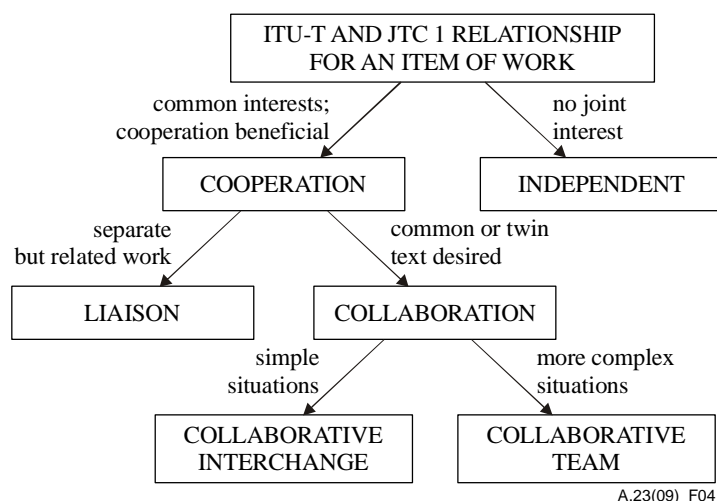 ITU-T AND JTC 1 RELATIONSHIP
FOR AN ITEM OF WORK
common interests;
cooperation beneficial
no joint
interest
COOPERATION
INDEPENDENT
separate
but related work
common or twin
text desired
LIAISON
COLLABORATION
simple
situations
more complex
situations
COLLABORATIVE
INTERCHANGE
COLLABORATIVE
TEAM
A.23(09)_F04